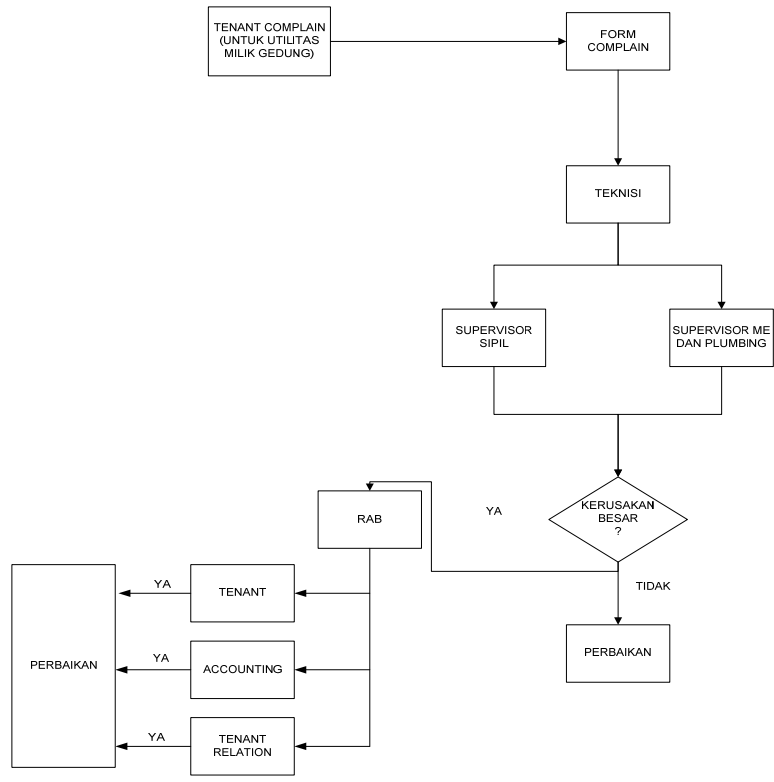 TENANT COMPLAIN
(UNTUK UTILITAS
MILIK GEDUNG)
FORM
COMPLAIN
TEKNISI
SUPERVISOR
SIPIL
SUPERVISOR ME
DAN PLUMBING
KERUSAKAN
BESAR
?
YA
RAB
TIDAK
PERBAIKAN
YA
TENANT
YA
ACCOUNTING
PERBAIKAN
YA
TENANT
RELATION